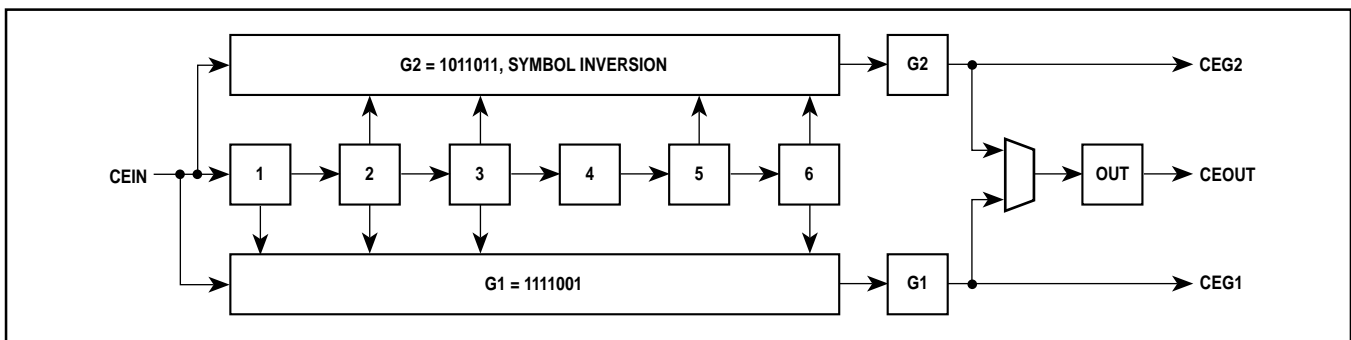 G2 = 1011011, SYMBOL INVERSION
G2
CEG2
CEIN
1
2
3
4
5
6
OUT
CEOUT
G1 = 1111001
G1
CEG1